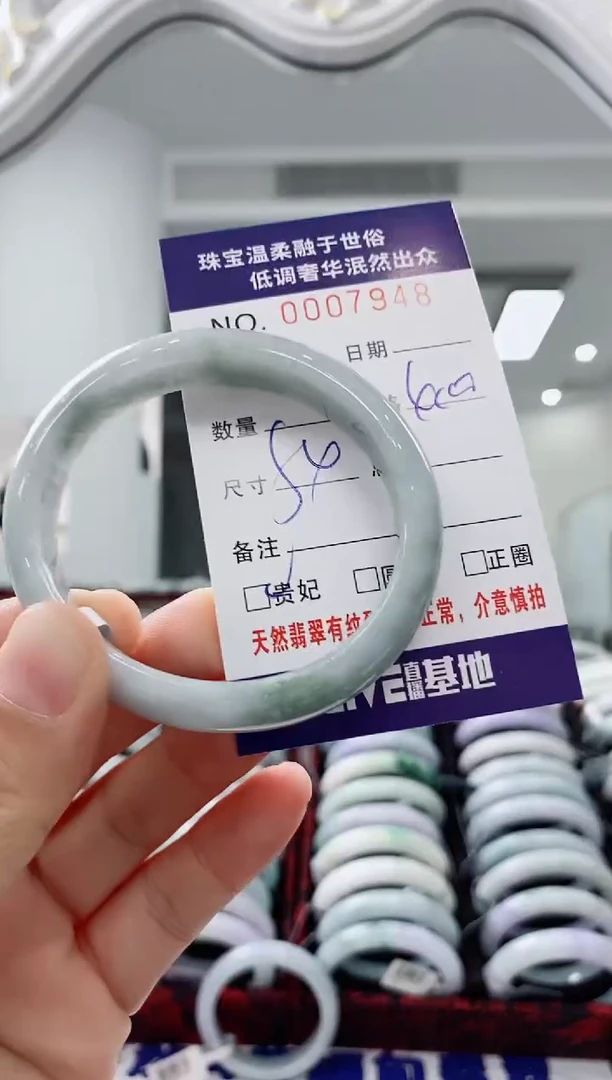 珠宝温柔融于世俗
低调奢华泯然出众
NO. 0007948
日期
数量
尺寸 54
备注
贵妃 正圈
天然翡翠有纹 正常，介意慎拍
直播基地